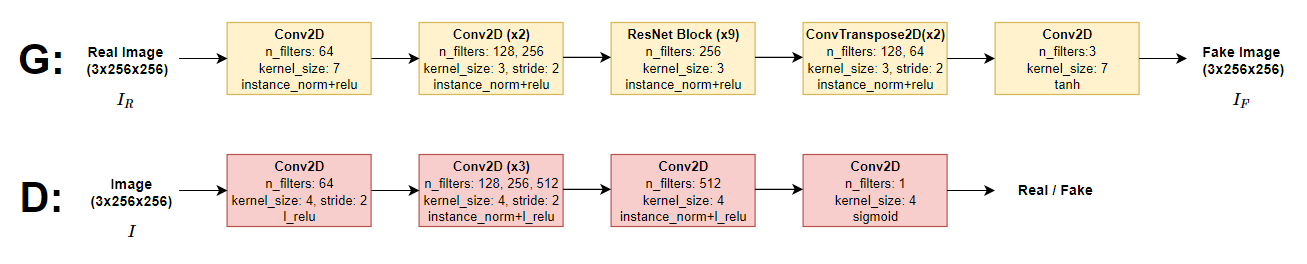 G:
Real Image
(3x256x256)
I_R
Conv2D
n_filters: 64
kernel_size: 7
instance_norm+relu
Conv2D (x2)
n_filters: 128, 256
kernel_size: 3, stride: 2
instance_norm+relu
ResNet Block (x9)
n_filters: 256
kernel_size: 3
instance_norm+relu
ConvTranspose2D(x2)
n_filters: 128, 64
kernel_size: 3, stride: 2
instance_norm+relu
Conv2D
n_filters:3
kernel_size: 7
tanh
Fake Image
(3x256x256)
I_F
D:
Image
(3x256x256)
I
Conv2D
n_filters: 64
kernel_size: 4, stride: 2
l_relu
Conv2D (x3)
n_filters: 128, 256, 512
kernel_size: 4, stride: 2
instance_norm+l_relu
Conv2D
n_filters: 512
kernel_size: 4
instance_norm+l_relu
Conv2D
n_filters: 1
kernel_size: 4
sigmoid
Real / Fake